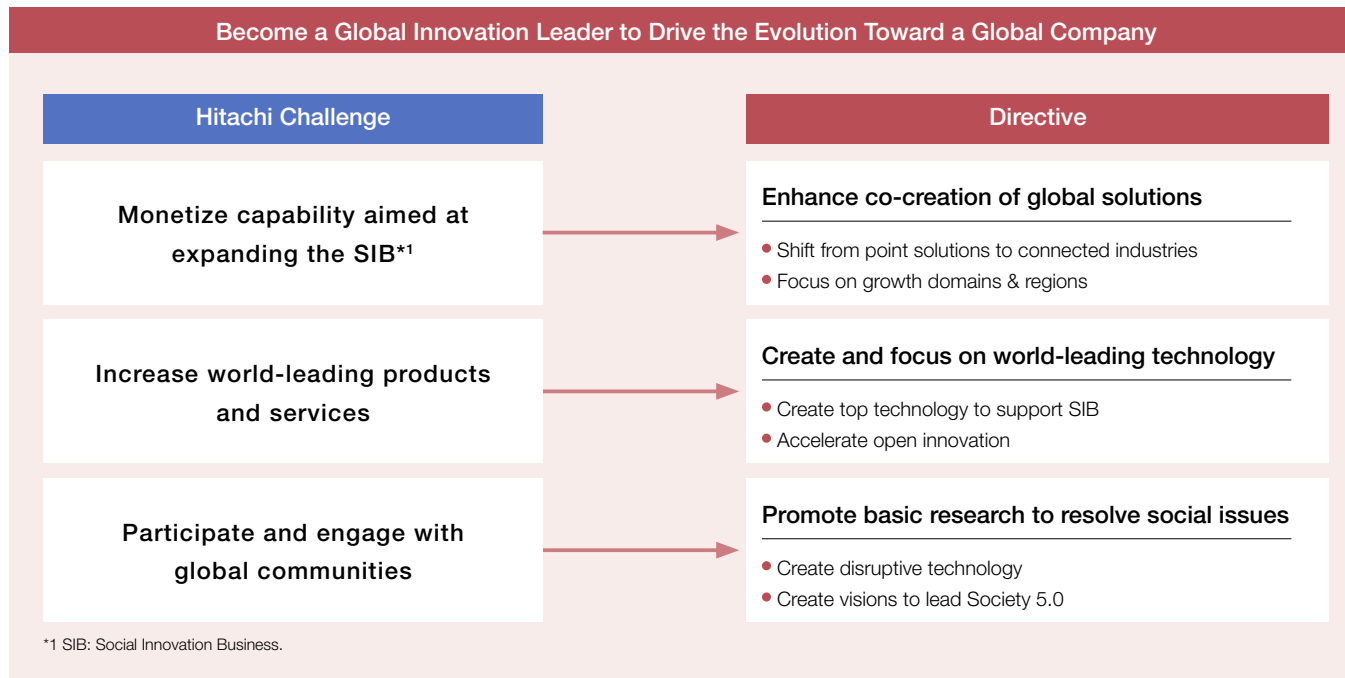 Become a Global Innovation Leader to Drive the Evolution Toward a Global Company
Hitachi Challenge
Directive
Monetize capability aimed at
expanding the SIB*1
Enhance co-creation of global solutions
• Shift from point solutions to connected industries
• Focus on growth domains & regions
Increase world-leading products
and services
Create and focus on world-leading technology
• Create top technology to support SIB
• Accelerate open innovation
Participate and engage with
global communities
Promote basic research to resolve social issues
• Create disruptive technology
• Create visions to lead Society 5.0
*1 SIB: Social Innovation Business.